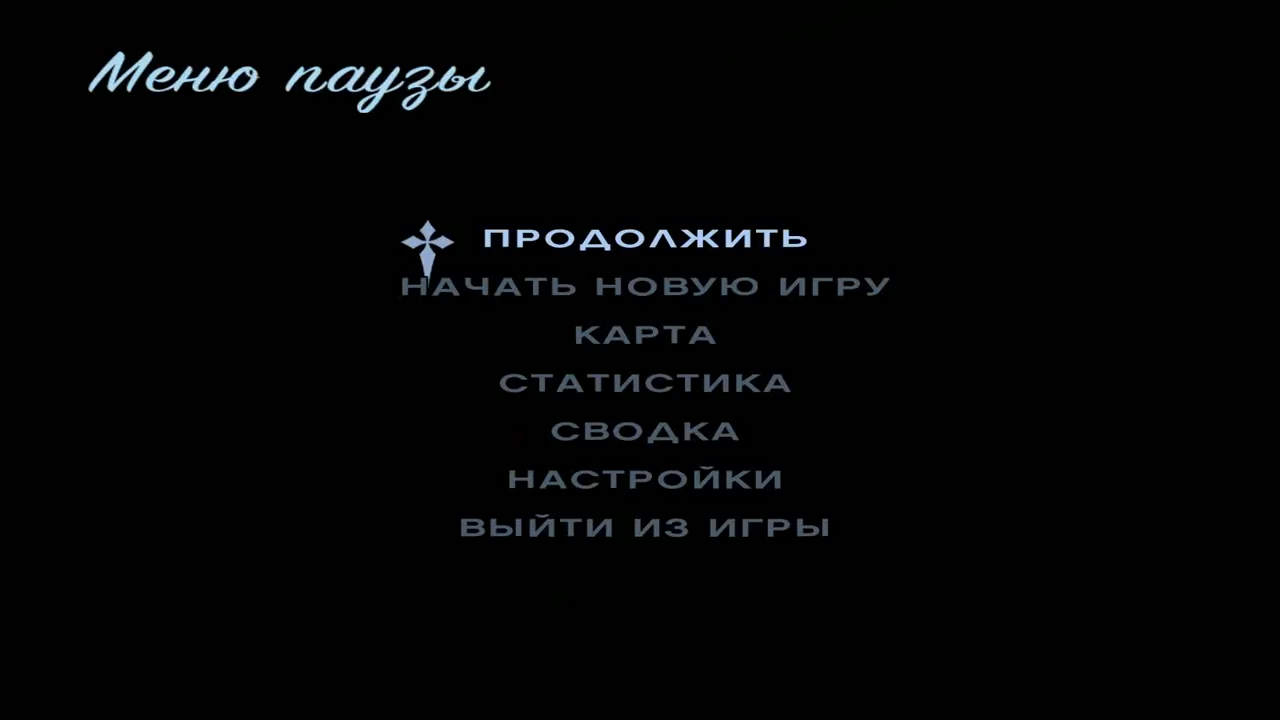 Меню паузы
ПРОДОЛЖИТЬ
НАЧАТЬ НОВУЮ ИГРУ
КАРТА
СТАТИСТИКА
СВОДКА
НАСТРОЙКИ
ВЫЙТИ ИЗ ИГРЫ